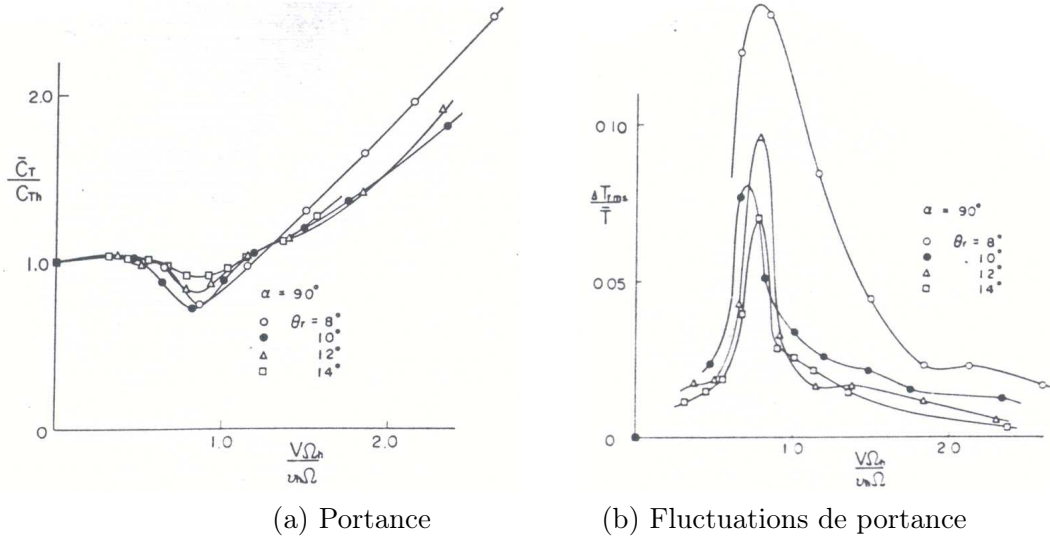 2.0
C̄T
CTh
1.0
0
α = 90°
○ θr = 8°
● 10°
△ 12°
□ 14°
1.0
2.0
VΩh
vhΩ
(a) Portance
0.10
0.05
0
ΔTrms
T̄
α = 90°
○ θr = 8°
● 10°
△ 12°
□ 14°
1.0
2.0
VΩh
vhΩ
(b) Fluctuations de portance